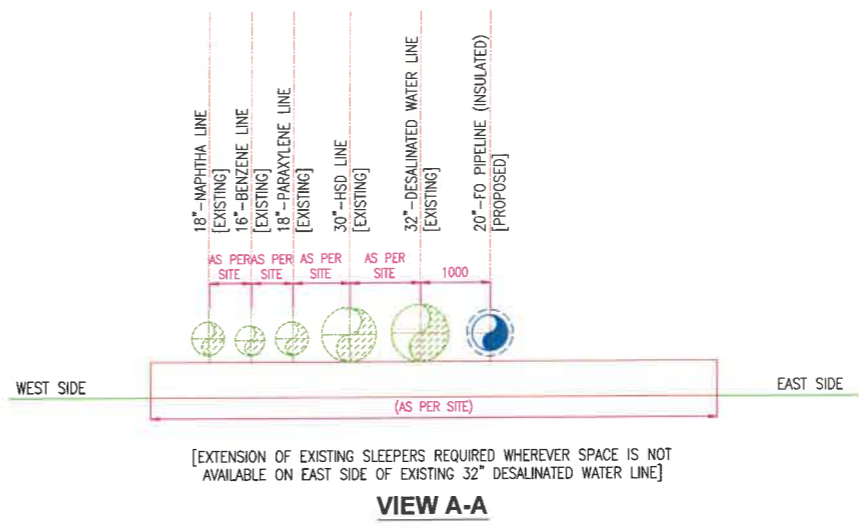 18"-NAPHTHA LINE
[EXISTING]
16"-BENZENE LINE
[EXISTING]
18"-PARAXYLENE LINE
[EXISTING]
30"-HSD LINE
[EXISTING]
32"-DESALINATED WATER LINE
[EXISTING]
20"-FO PIPELINE (INSULATED)
[PROPOSED]
AS PER
SITE
AS PER
SITE
AS PER
SITE
AS PER
SITE
1000
WEST SIDE
EAST SIDE
(AS PER SITE)
[EXTENSION OF EXISTING SLEEPERS REQUIRED WHEREVER SPACE IS NOT
AVAILABLE ON EAST SIDE OF EXISTING 32" DESALINATED WATER LINE]
VIEW A-A